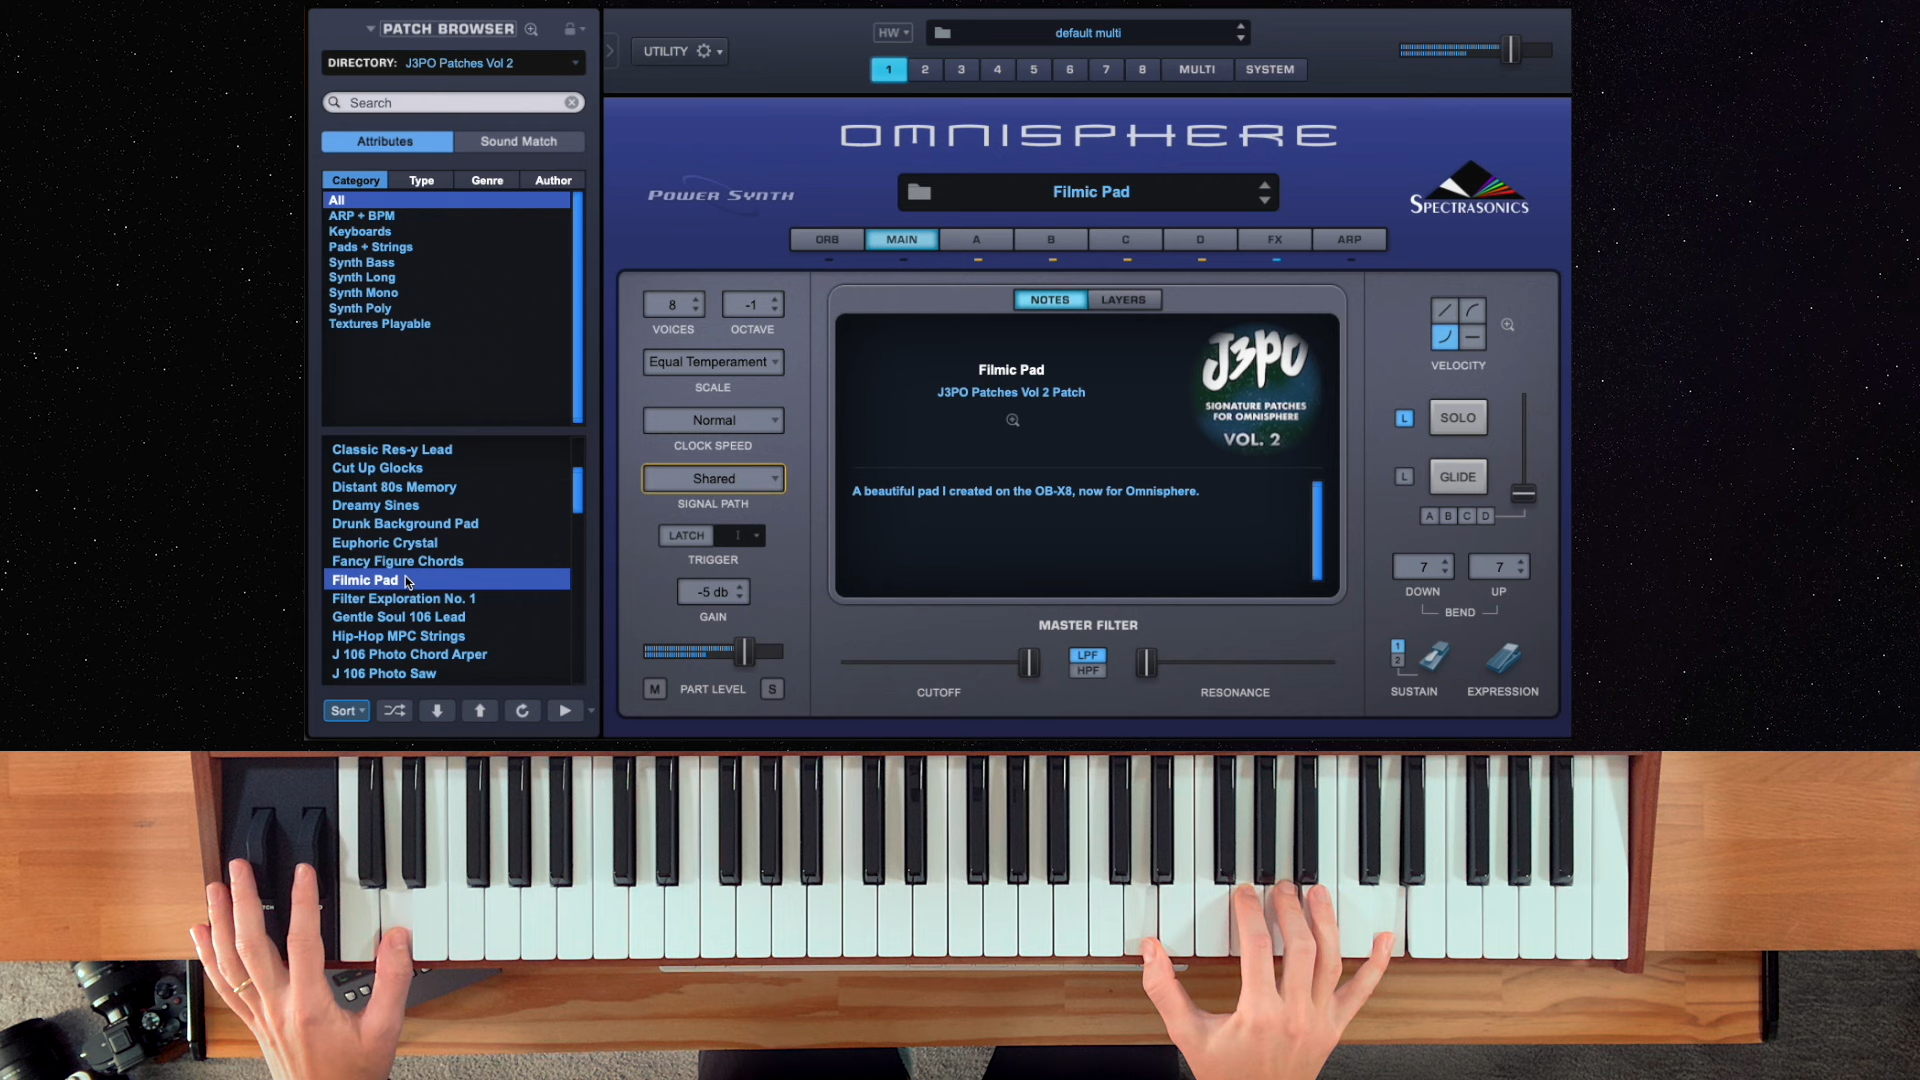 PATCH BROWSER
DIRECTORY: J3PO Patches Vol 2
Search
Attributes
Sound Match
Category
Type
Genre
Author
All
ARP + BPM
Keyboards
Pads + Strings
Synth Bass
Synth Long
Synth Mono
Synth Poly
Textures Playable
Classic Res-y Lead
Cut Up Glocks
Distant 80s Memory
Dreamy Sines
Drunk Background Pad
Euphoric Crystal
Fancy Figure Chords
Filmic Pad
Filter Exploration No. 1
Gentle Soul 106 Lead
Hip-Hop MPC Strings
J 106 Photo Chord Arper
J 106 Photo Saw
Sort
UTILITY
HW
default multi
1 2 3 4 5 6 7 8 MULTI SYSTEM
OMNISPHERE
POWER SYNTH
Filmic Pad
SPECTRASONICS
ORB MAIN A B C D FX ARP
8
VOICES
-1
OCTAVE
Equal Temperament
SCALE
Normal
CLOCK SPEED
Shared
SIGNAL PATH
LATCH
TRIGGER
-5 db
GAIN
M PART LEVEL S
NOTES
LAYERS
Filmic Pad
J3PO Patches Vol 2 Patch
J3PO
SIGNATURE PATCHES
FOR OMNISPHERE
VOL. 2
A beautiful pad I created on the OB-X8, now for Omnisphere.
MASTER FILTER
LPF
HPF
CUTOFF
RESONANCE
VELOCITY
L SOLO
L GLIDE
A B C D
7
DOWN
7
UP
BEND
1
2
SUSTAIN
EXPRESSION